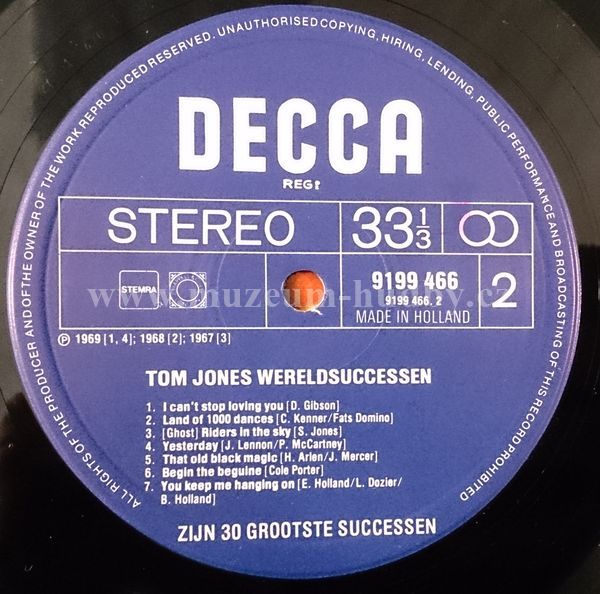 ALL RIGHTS OF THE PRODUCER AND OF THE OWNER OF THE WORK REPRODUCED RESERVED. UNAUTHORISED COPYING, HIRING, LENDING, PUBLIC PERFORMANCE AND BROADCASTING OF THIS RECORD PROHIBITED
DECCA
REGᴰ
STEREO 33⅓
STEMRA 9199 466 2
9199 466. 2
MADE IN HOLLAND
www.muzeum-hudby.cz
Ⓟ 1969 [1, 4]; 1968 [2]; 1967 [3]
TOM JONES WERELDSUCCESSEN
1. I can't stop loving you [D. Gibson]
2. Land of 1000 dances [C. Kenner/Fats Domino]
3. [Ghost] Riders in the sky [S. Jones]
4. Yesterday [J. Lennon/P. McCartney]
5. That old black magic [H. Arlen/J. Mercer]
6. Begin the beguine [Cole Porter]
7. You keep me hanging on [E. Holland/L. Dozier/
B. Holland]
ZIJN 30 GROOTSTE SUCCESSEN